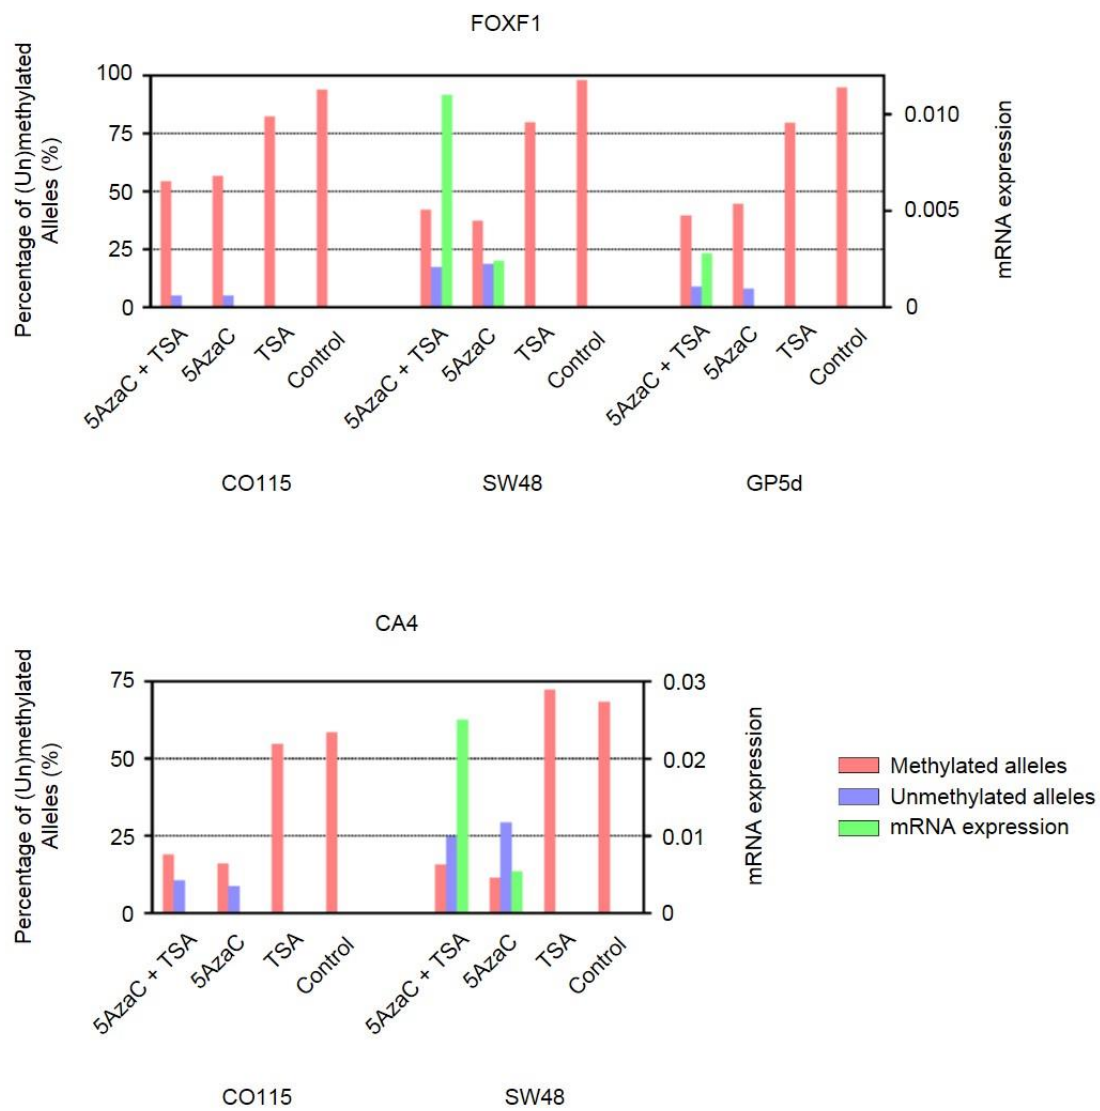 FOXF1
Percentage of (Un)methylated
Alleles (%)
100
75
50
25
0
0.010
0.005
0
mRNA expression
5AzaC + TSA
5AzaC
TSA
Control
5AzaC + TSA
5AzaC
TSA
Control
5AzaC + TSA
5AzaC
TSA
Control
CO115
SW48
GP5d
CA4
Percentage of (Un)methylated
Alleles (%)
75
50
25
0
0.03
0.02
0.01
0
mRNA expression
Methylated alleles
Unmethylated alleles
mRNA expression
5AzaC + TSA
5AzaC
TSA
Control
5AzaC + TSA
5AzaC
TSA
Control
CO115
SW48